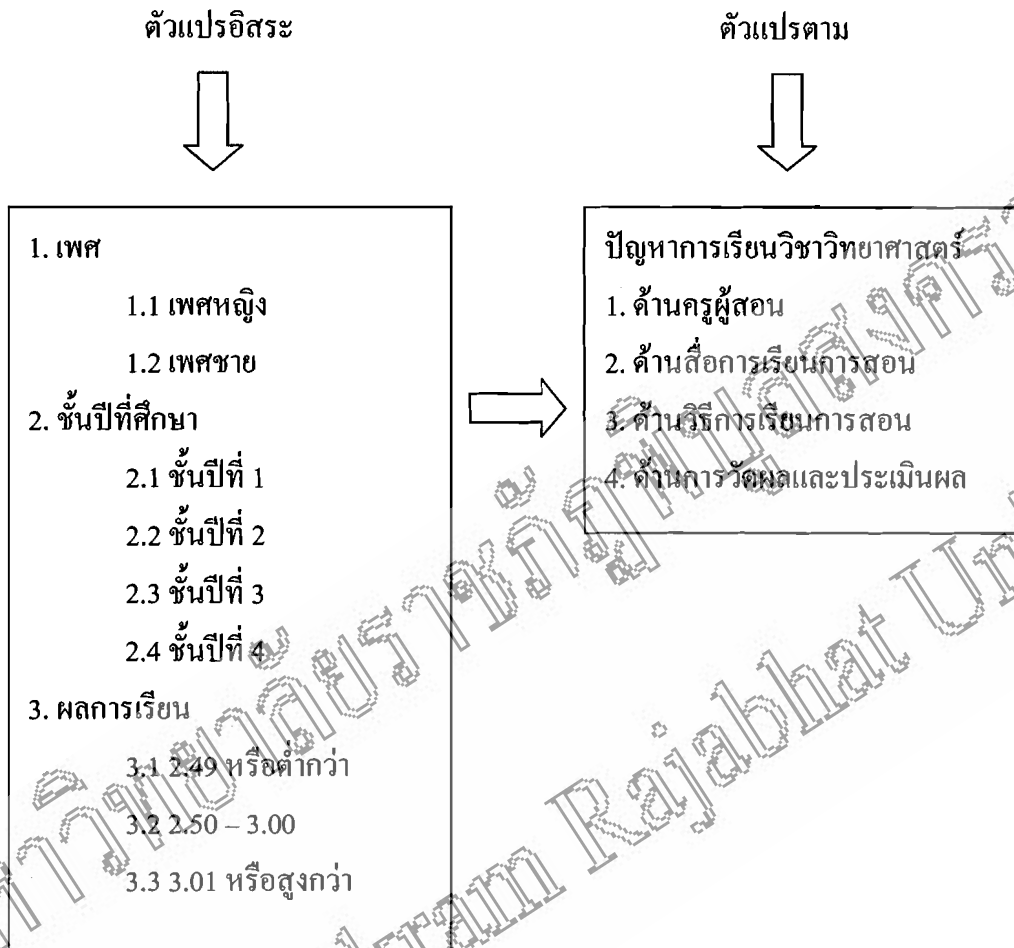 ตัวแปรอิสระ
ตัวแปรตาม
1. เพศ
1.1 เพศหญิง
1.2 เพศชาย
2. ชั้นปีที่ศึกษา
2.1 ชั้นปีที่ 1
2.2 ชั้นปีที่ 2
2.3 ชั้นปีที่ 3
2.4 ชั้นปีที่ 4
3. ผลการเรียน
3.1 2.49 หรือต่ำกว่า
3.2 2.50 – 3.00
3.3 3.01 หรือสูงกว่า
ปัญหาการเรียนวิชาวิทยาศาสตร์
1. ด้านครูผู้สอน
2. ด้านสื่อการเรียนการสอน
3. ด้านวิธีการเรียนการสอน
4. ด้านการวัดผลและประเมินผล
Rajabhat